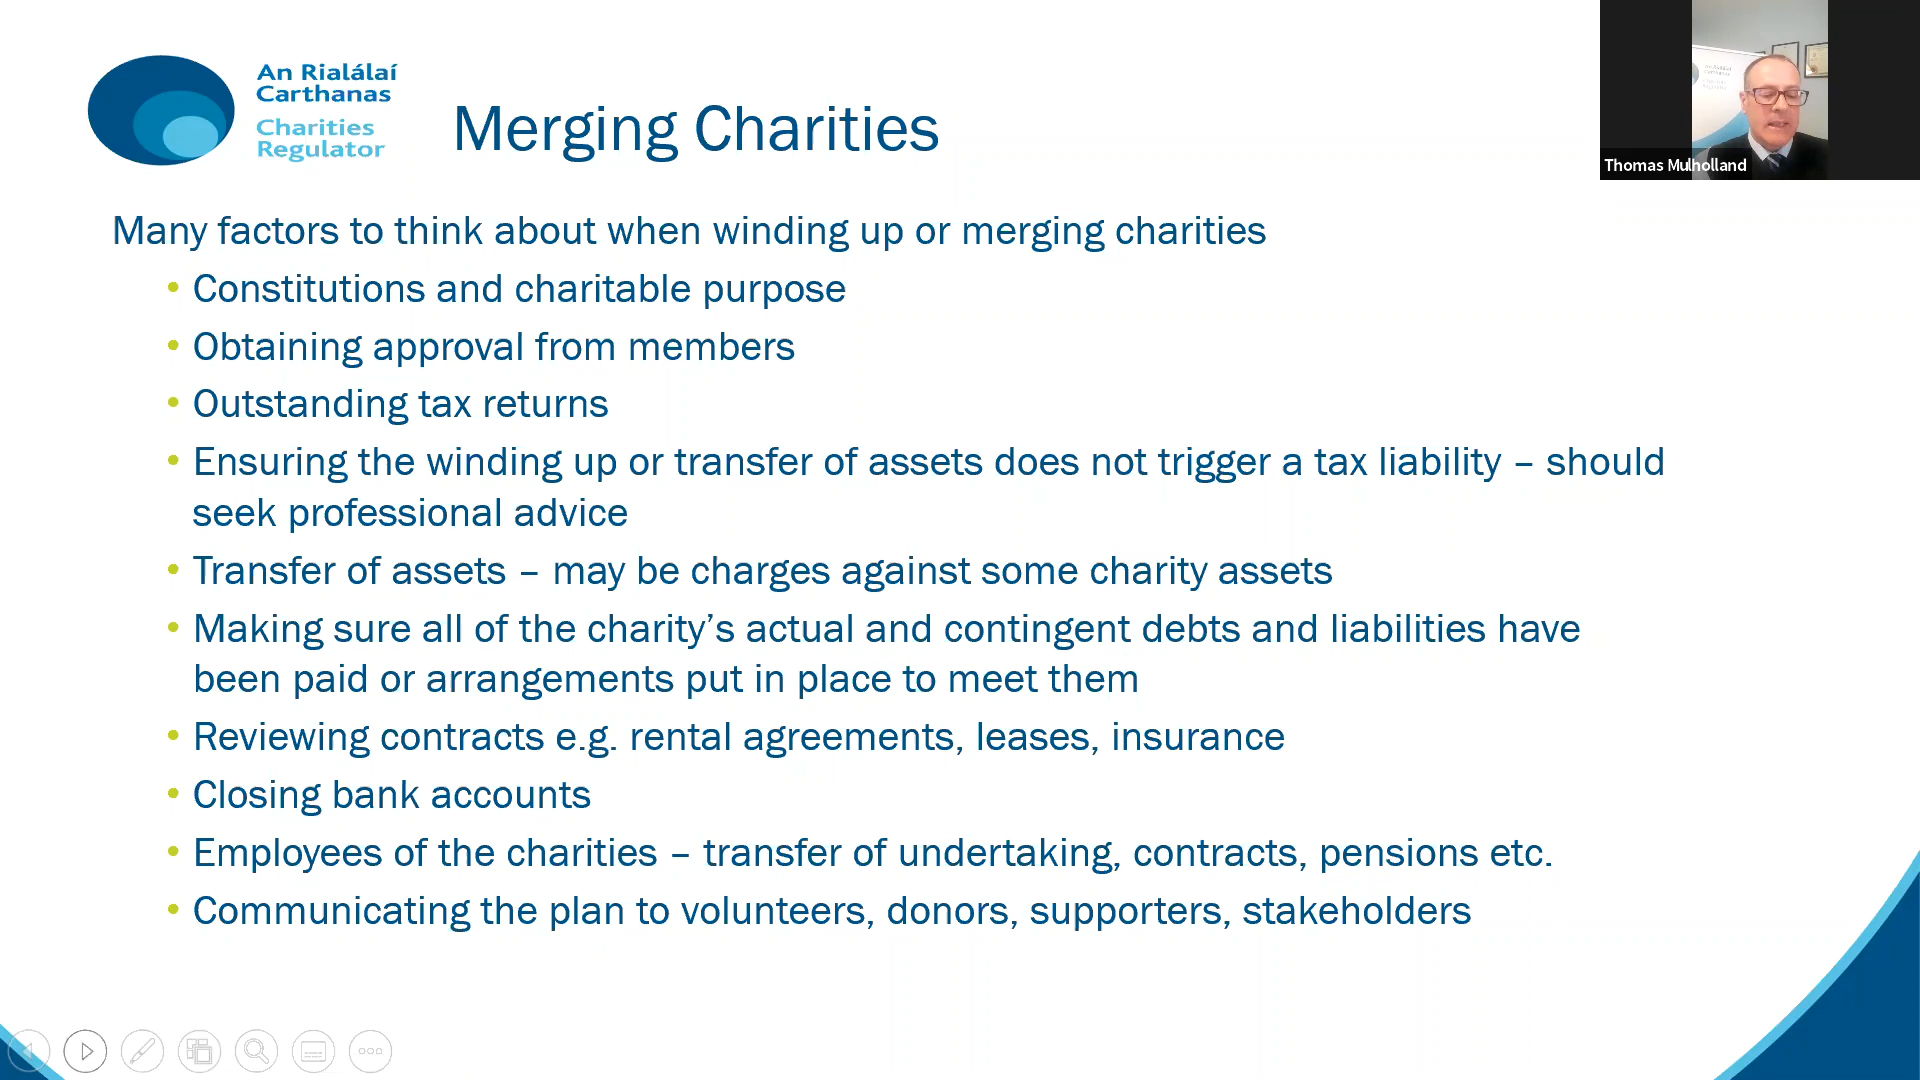 An Rialálaí
Carthanas
Charities
Regulator
Merging Charities
Thomas Mulholland
Many factors to think about when winding up or merging charities
• Constitutions and charitable purpose
• Obtaining approval from members
• Outstanding tax returns
• Ensuring the winding up or transfer of assets does not trigger a tax liability – should
seek professional advice
• Transfer of assets – may be charges against some charity assets
• Making sure all of the charity’s actual and contingent debts and liabilities have
been paid or arrangements put in place to meet them
• Reviewing contracts e.g. rental agreements, leases, insurance
• Closing bank accounts
• Employees of the charities – transfer of undertaking, contracts, pensions etc.
• Communicating the plan to volunteers, donors, supporters, stakeholders